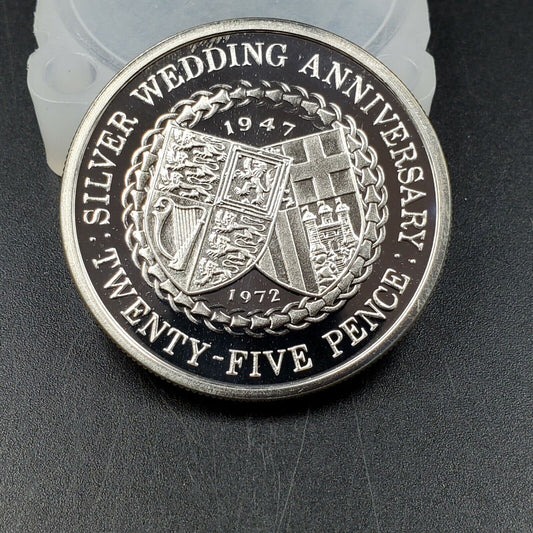 ∴ SILVER WEDDING ANNIVERSARY ∴
1947
1972
TWENTY-FIVE PENCE